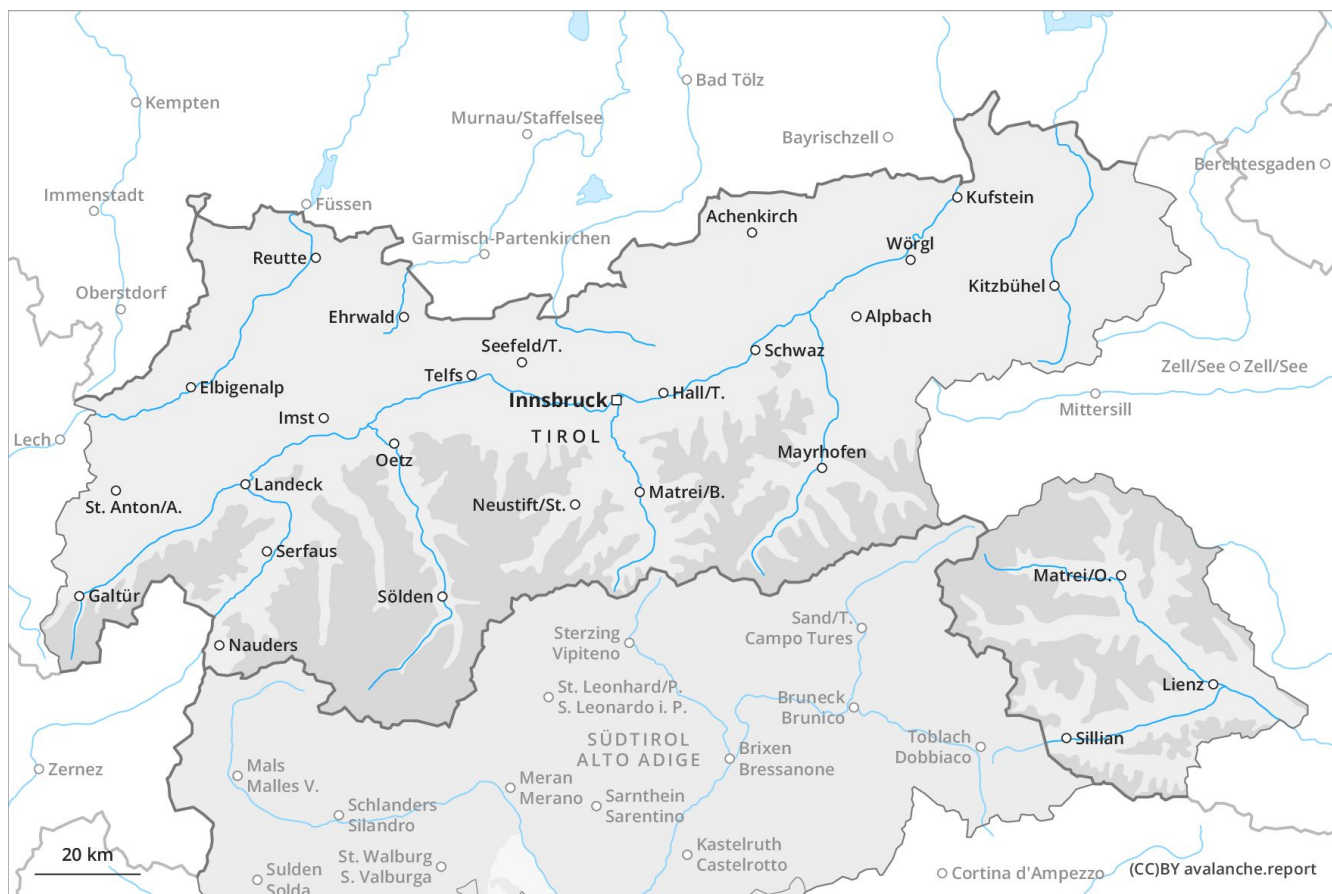 Bad Tölz
Kempten
Murnau/Staffelsee
Bayrischzell
Berchtesgaden
Immenstadt
Füssen
Kufstein
Achenkirch
Garmisch-Partenkirchen
Wörgl
Reutte
Kitzbühel
Oberstdorf
Ehrwald
Alpbach
Seefeld/T.
Schwaz
Telfs
Zell/See
Zell/See
Elbigenalp
Innsbruck
Hall/T.
Mittersill
Imst
TIROL
Lech
Oetz
Mayrhofen
Landeck
Matrei/B.
St. Anton/A.
Neustift/St.
Serfaus
Matrei/O.
Galtür
Sölden
Sand/T.
Campo Tures
Sterzing
Vipiteno
Nauders
Lienz
St. Leonhard/P.
S. Leonardo i. P.
Bruneck
Brunico
Sillian
SÜDTIROL
ALTO ADIGE
Toblach
Dobbiaco
Brixen
Bressanone
Zernez
Mals
Malles V.
Meran
Merano
Sarnthein
Sarentino
Schlanders
Silandro
Kastelruth
Castelrotto
20 km
St. Walburg
S. Valburga
Sulden
Solda
Cortina d'Ampezzo
(CC)BY avalanche.report